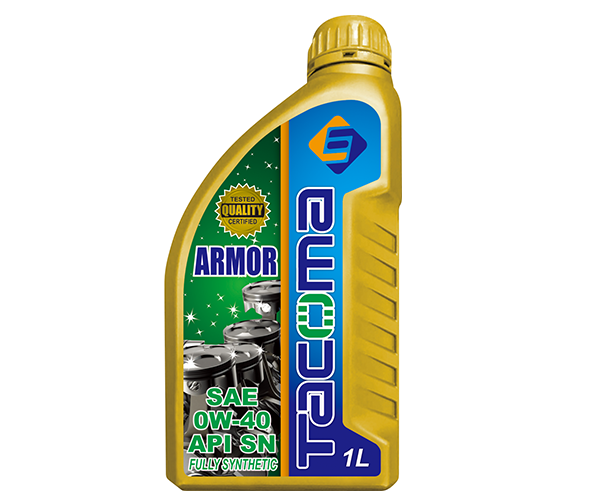 TESTED
QUALITY
CERTIFIED
ARMOR
SAE
0W-40
API SN
FULLY SYNTHETIC
TACOMA
1L